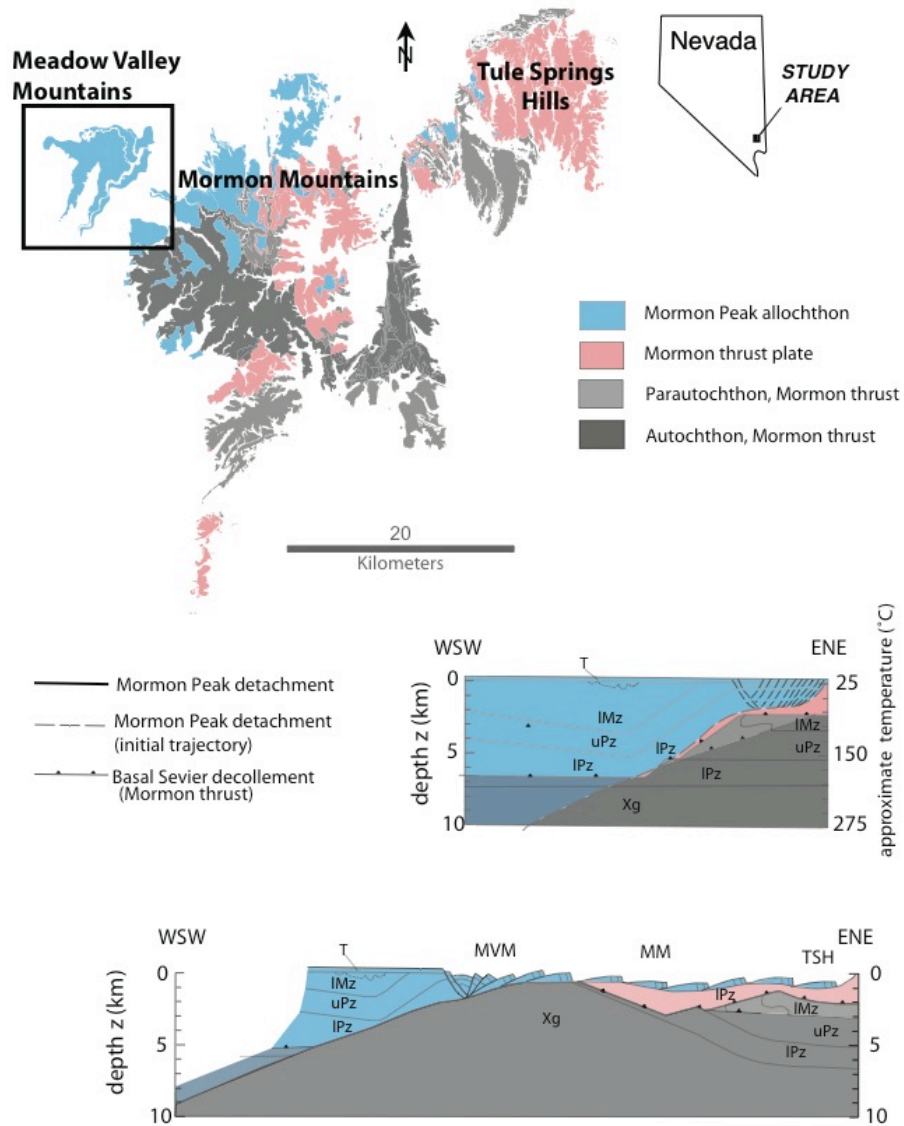 Meadow Valley
Mountains
N
Tule Springs
Hills
Nevada
STUDY
AREA
Mormon Mountains
Mormon Peak allochthon
Mormon thrust plate
Parautochthon, Mormon thrust
Autochthon, Mormon thrust
20
Kilometers
Mormon Peak detachment
Mormon Peak detachment
(initial trajectory)
Basal Sevier decollement
(Mormon thrust)
WSW
ENE
T
0
25
lMz
lMz
uPz
uPz
lPz
5
150
lPz
lPz
Xg
10
275
depth z (km)
approximate temperature (˚C)
WSW
ENE
T
MVM
MM
TSH
0
0
lMz
uPz
lPz
lPz
lMz
Xg
uPz
5
lPz
5
10
10
depth z (km)
depth z (km)